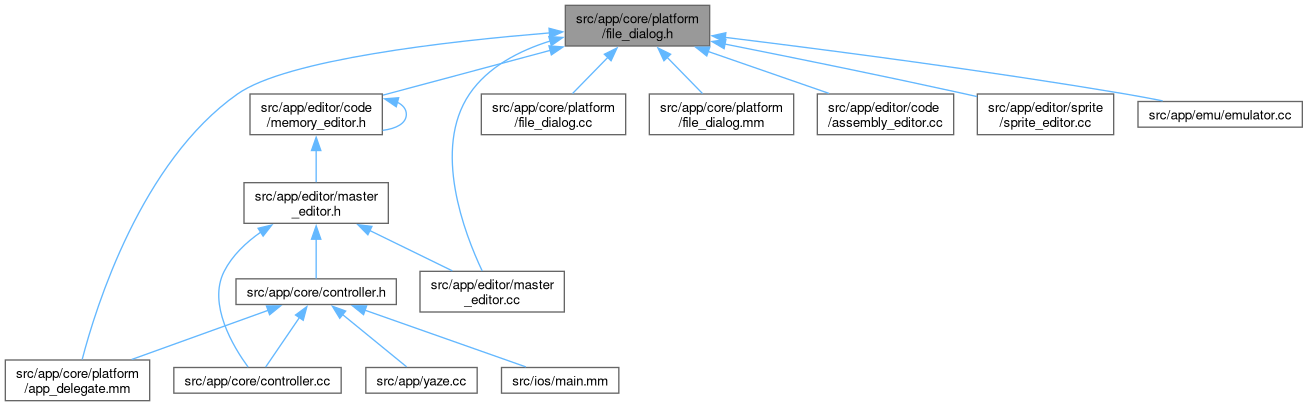 src/app/core/platform
/file_dialog.h
src/app/editor/code
/memory_editor.h
src/app/core/platform
/file_dialog.cc
src/app/core/platform
/file_dialog.mm
src/app/editor/code
/assembly_editor.cc
src/app/editor/sprite
/sprite_editor.cc
src/app/emu/emulator.cc
src/app/editor/master
_editor.h
src/app/core/controller.h
src/app/editor/master
_editor.cc
src/app/core/platform
/app_delegate.mm
src/app/core/controller.cc
src/app/yaze.cc
src/ios/main.mm